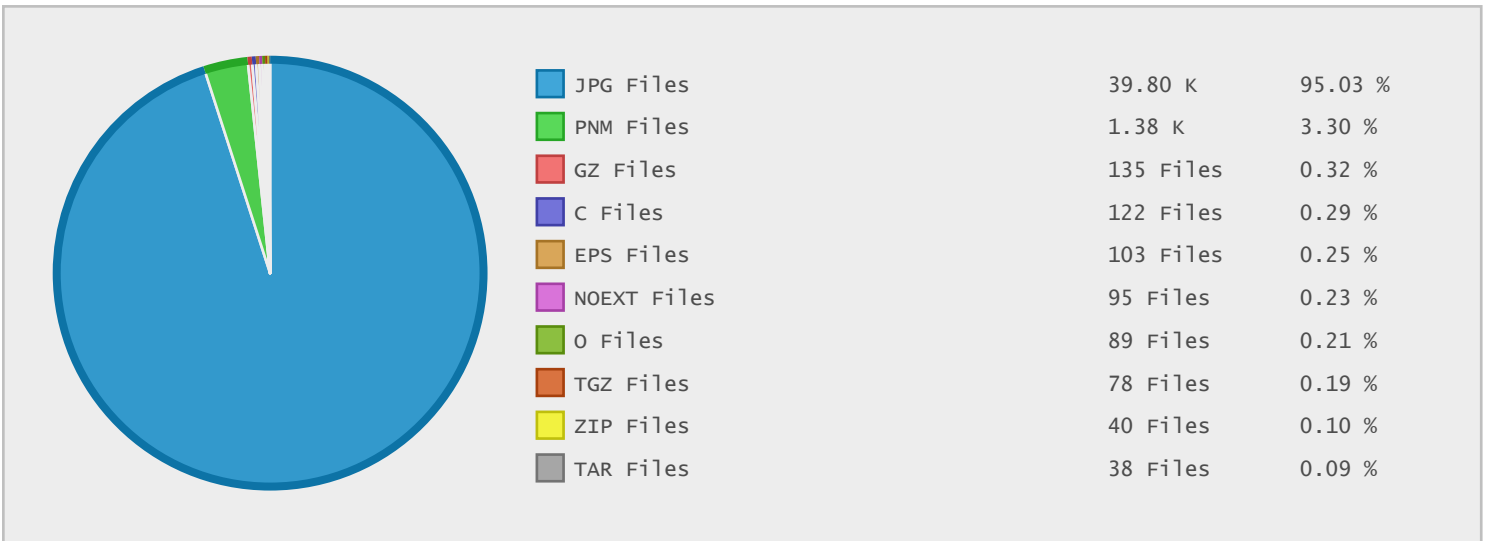 JPG Files 39.80 K 95.03 %
PNM Files 1.38 K 3.30 %
GZ Files 135 Files 0.32 %
C Files 122 Files 0.29 %
EPS Files 103 Files 0.25 %
NOEXT Files 95 Files 0.23 %
O Files 89 Files 0.21 %
TGZ Files 78 Files 0.19 %
ZIP Files 40 Files 0.10 %
TAR Files 38 Files 0.09 %